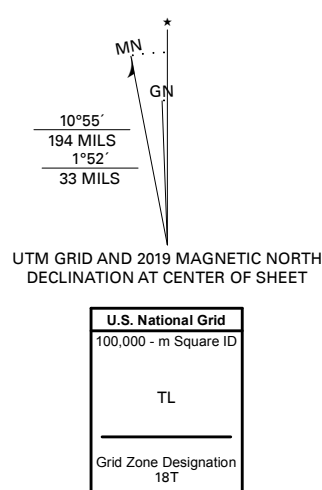 MN
GN
10°55´
194 MILS
1°52´
33 MILS
UTM GRID AND 2019 MAGNETIC NORTH
DECLINATION AT CENTER OF SHEET
U.S. National Grid
100,000 - m Square ID
TL
Grid Zone Designation
18T